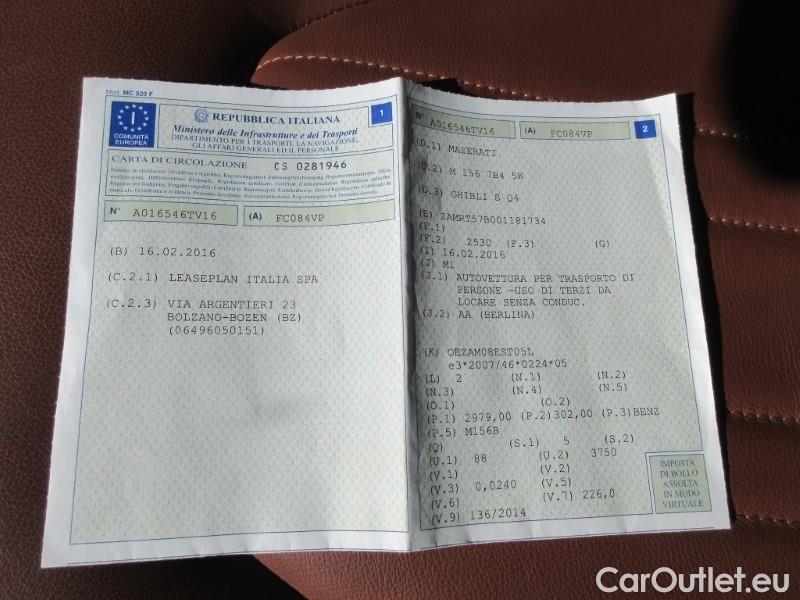 Mod. MC 820 F
I
COMUNITÀ
EUROPEA
REPUBBLICA ITALIANA
1
Ministero delle Infrastrutture e dei Trasporti
DIPARTIMENTO PER I TRASPORTI, LA NAVIGAZIONE,
GLI AFFARI GENERALI ED IL PERSONALE
CARTA DI CIRCOLAZIONE CS 0281946
N° A016546TV16 (A) FC084VP
(B) 16.02.2016
(C.2.1) LEASEPLAN ITALIA SPA
(C.2.3) VIA ARGENTIERI 23
BOLZANO-BOZEN (BZ)
(06496050151)
N° A016546TV16 (A) FC084VP 2
(D.1) MASERATI
(D.2) M 156 7B4 5W
(D.3) GHIBLI S Q4
(E) ZAMRT57B001181734
(F.1)
(F.2) 2530 (F.3) (G)
(I) 16.02.2016
(J) M1
(J.1) AUTOVETTURA PER TRASPORTO DI
PERSONE -USO DI TERZI DA
LOCARE SENZA CONDUC.
(J.2) AA (BERLINA)
(K) OEZAM08EST05L
e3*2007/46*0224*05
(L) 2 (N.1) (N.2)
(N.3) (N.4) (N.5)
(O.1) (O.2)
(P.1) 2979,00 (P.2)302,00 (P.3)BENZ
(P.5) M156B
(Q) (S.1) 5 (S.2)
(U.1) 88 (U.2) 3750
(V.1) (V.2)
(V.3) 0,0240 (V.5)
(V.6) (V.7) 226,0
(V.9) 136/2014
IMPOSTA
DI BOLLO
ASSOLTA
IN MODO
VIRTUALE
CarOutlet.eu